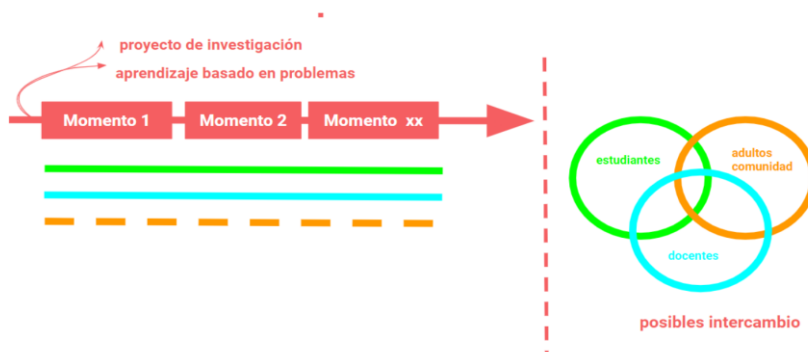 proyecto de investigación
aprendizaje basado en problemas
Momento 1
Momento 2
Momento xx
estudiantes
adultos
comunidad
docentes
posibles intercambio